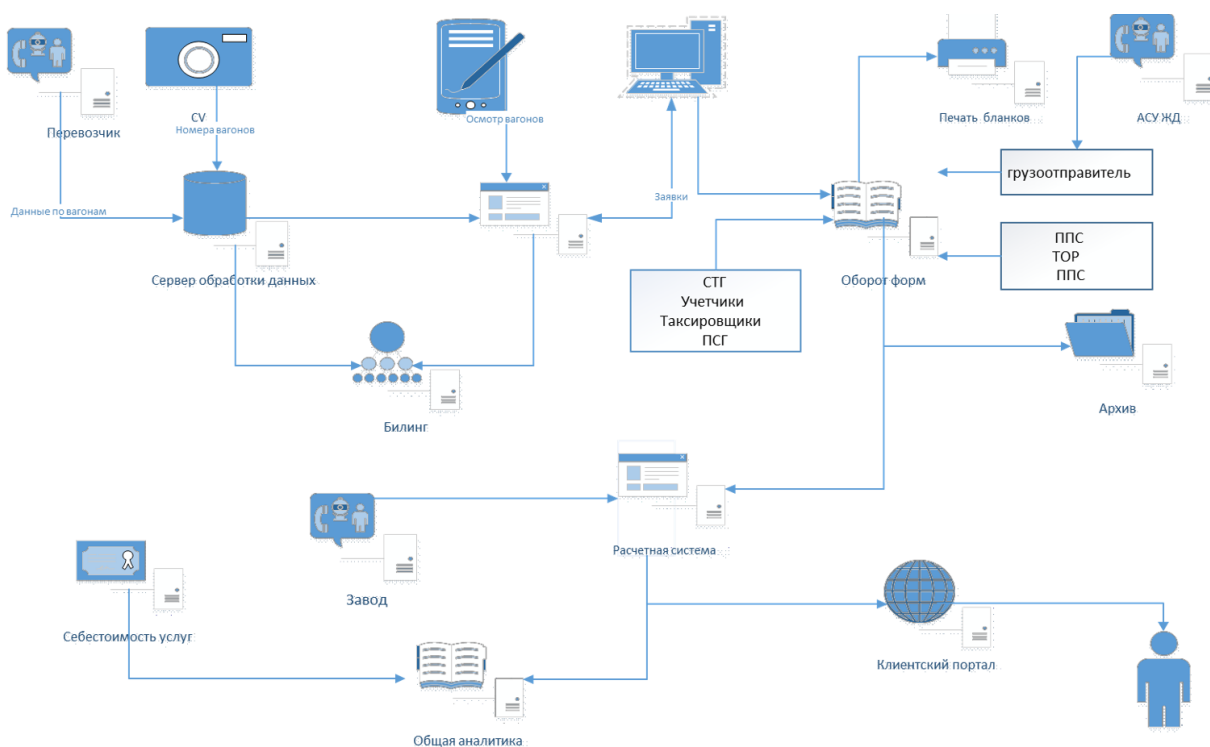 Перевозчик
CV
Номера вагонов
Осмотр вагонов
Печать бланков
АСУ ЖД
грузоотправитель
Данные по вагонам
Заявки
Сервер обработки данных
СТГ
Учетчики
Таксировщики
ПСГ
Оборот форм
ППС
ТОР
ППС
Билинг
Архив
Расчетная система
Завод
Себестоимость услуг
Клиентский портал
Общая аналитика